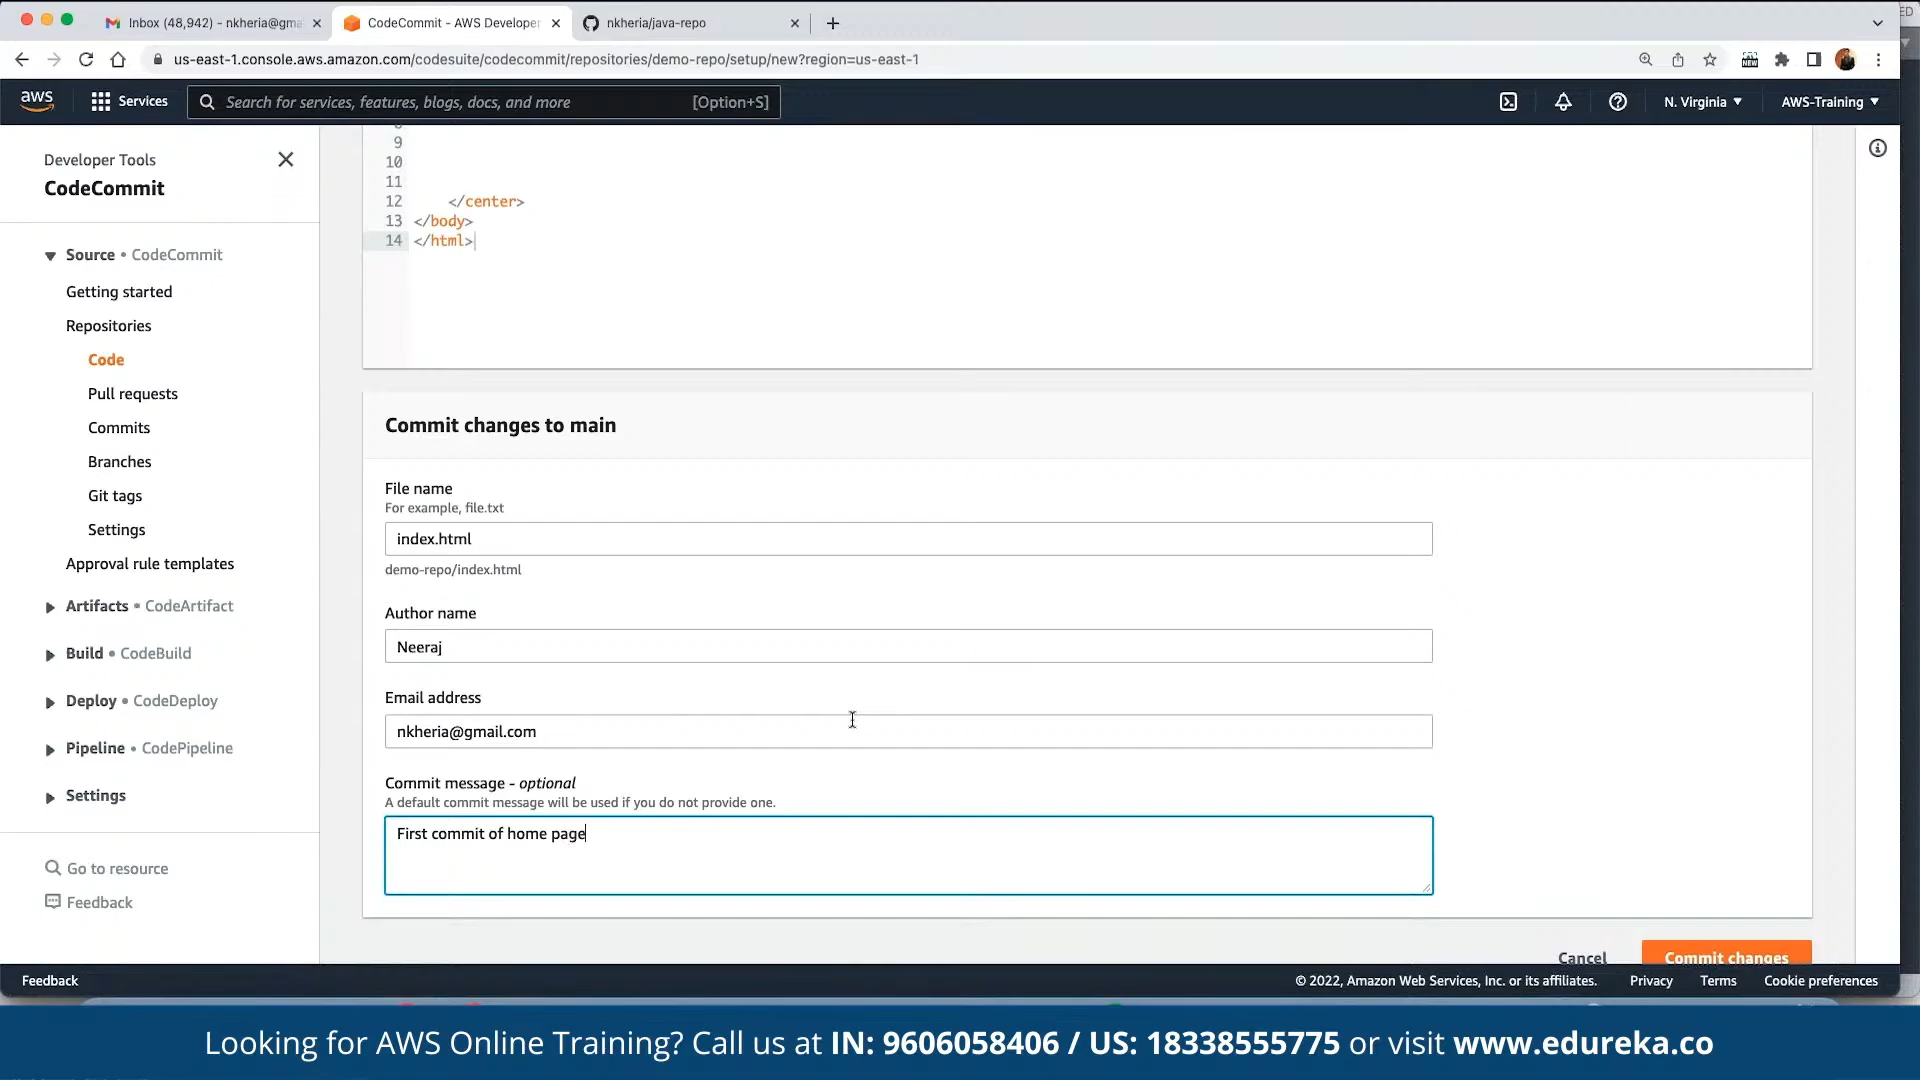 Inbox (48,942) - nkheria@gma
CodeCommit - AWS Developer
nkheria/java-repo
us-east-1.console.aws.amazon.com/codesuite/codecommit/repositories/demo-repo/setup/new?region=us-east-1
aws
Services
Search for services, features, blogs, docs, and more
[Option+S]
N. Virginia
AWS-Training
Developer Tools
CodeCommit
Source • CodeCommit
Getting started
Repositories
Code
Pull requests
Commits
Branches
Git tags
Settings
Approval rule templates
Artifacts • CodeArtifact
Build • CodeBuild
Deploy • CodeDeploy
Pipeline • CodePipeline
Settings
Go to resource
Feedback
9
10
11
12 </center>
13 </body>
14 </html>
Commit changes to main
File name
For example, file.txt
index.html
demo-repo/index.html
Author name
Neeraj
Email address
nkheria@gmail.com
Commit message - optional
A default commit message will be used if you do not provide one.
First commit of home page
Cancel
Commit changes
Feedback
© 2022, Amazon Web Services, Inc. or its affiliates.
Privacy
Terms
Cookie preferences
Looking for AWS Online Training? Call us at IN: 9606058406 / US: 18338555775 or visit www.edureka.co